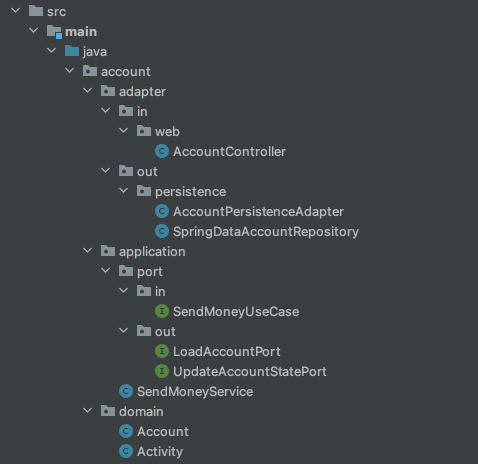 src
main
java
account
adapter
in
web
C AccountController
out
persistence
C AccountPersistenceAdapter
C SpringDataAccountRepository
application
port
in
I SendMoneyUseCase
out
I LoadAccountPort
I UpdateAccountStatePort
C SendMoneyService
domain
C Account
C Activity